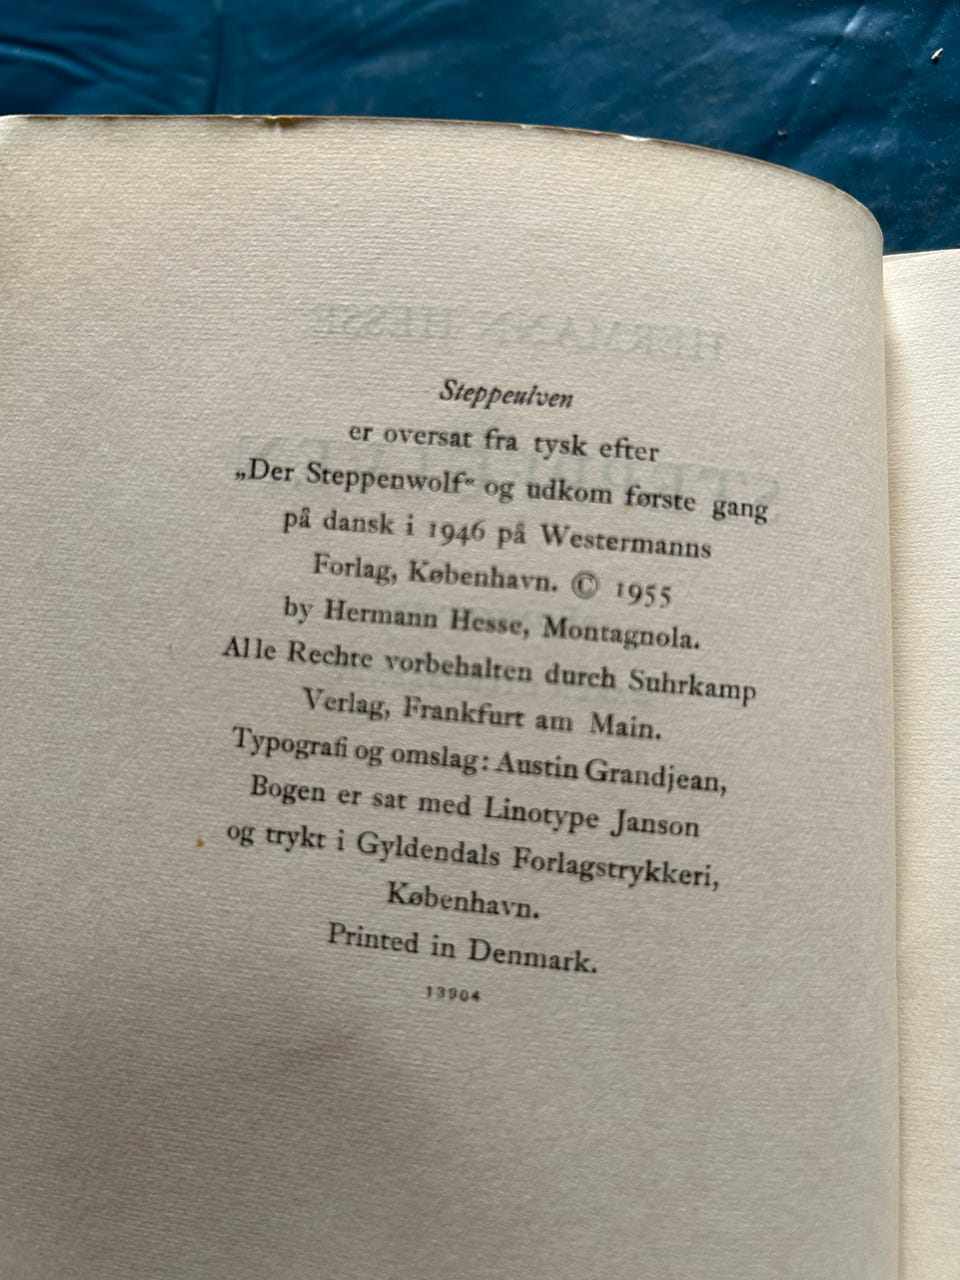 HERMANN HESSE
Steppeulven
er oversat fra tysk efter
„Der Steppenwolf“ og udkom første gang
på dansk i 1946 på Westermanns
Forlag, København. © 1955
by Hermann Hesse, Montagnola.
Alle Rechte vorbehalten durch Suhrkamp
Verlag, Frankfurt am Main.
Typografi og omslag: Austin Grandjean,
Bogen er sat med Linotype Janson
og trykt i Gyldendals Forlagstrykkeri,
København.
Printed in Denmark.
13904